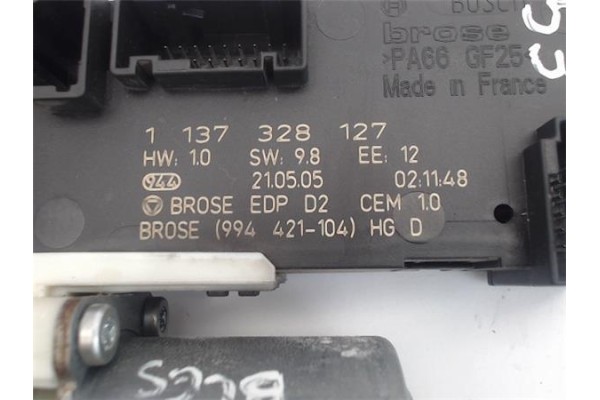 BOSCH
brose
>PA66 GF25<
Made in France
1 137 328 127
HW: 1.0 SW: 9.8 EE: 12
944 21.05.05 02:11:48
BROSE EDP D2 CEM 1.0
BROSE (994 421-104) HG D